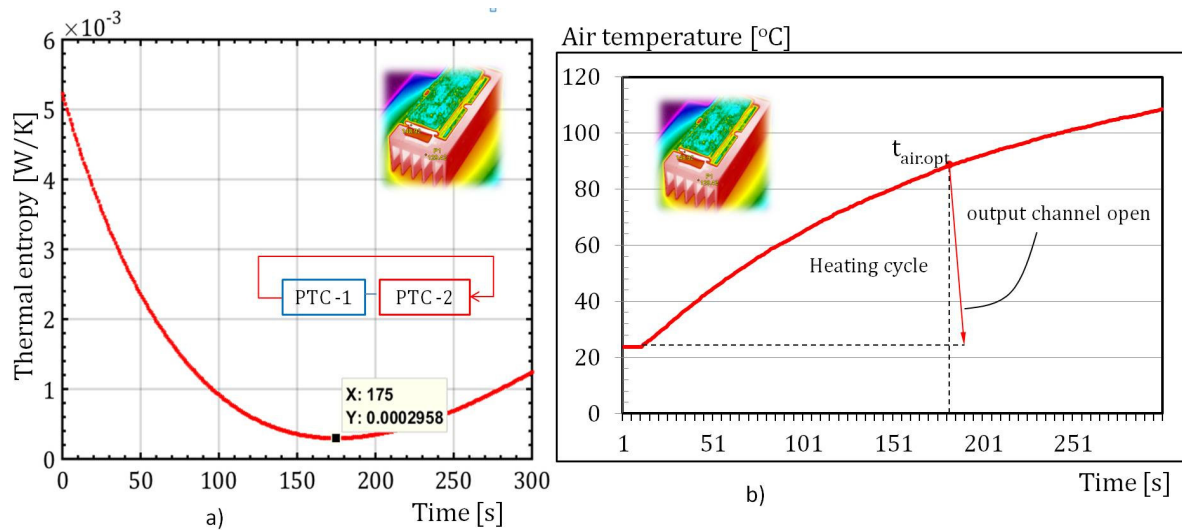 ×10⁻³
6
5
4
3
2
1
0
Thermal entropy [W/K]
PTC-1
PTC-2
X: 175
Y: 0.0002958
0 50 100 150 200 250 300
Time [s]
a)
Air temperature [°C]
120
100
80
60
40
20
0
t air.opt
output channel open
Heating cycle
1 51 101 151 201 251
Time [s]
b)